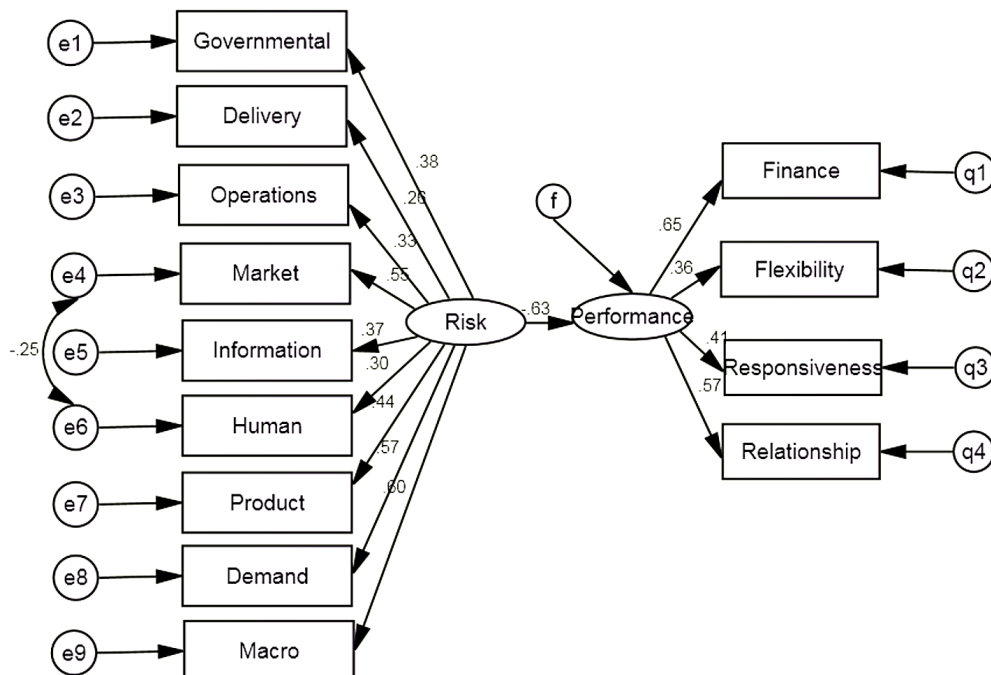 e1
Governmental
e2
Delivery
e3
Operations
e4
Market
e5
Information
e6
Human
e7
Product
e8
Demand
e9
Macro
-.25
.38
.26
.33
.55
.37
.30
.44
.57
.60
Risk
-.63
f
Performance
.65
.36
.41
.57
Finance
q1
Flexibility
q2
Responsiveness
q3
Relationship
q4